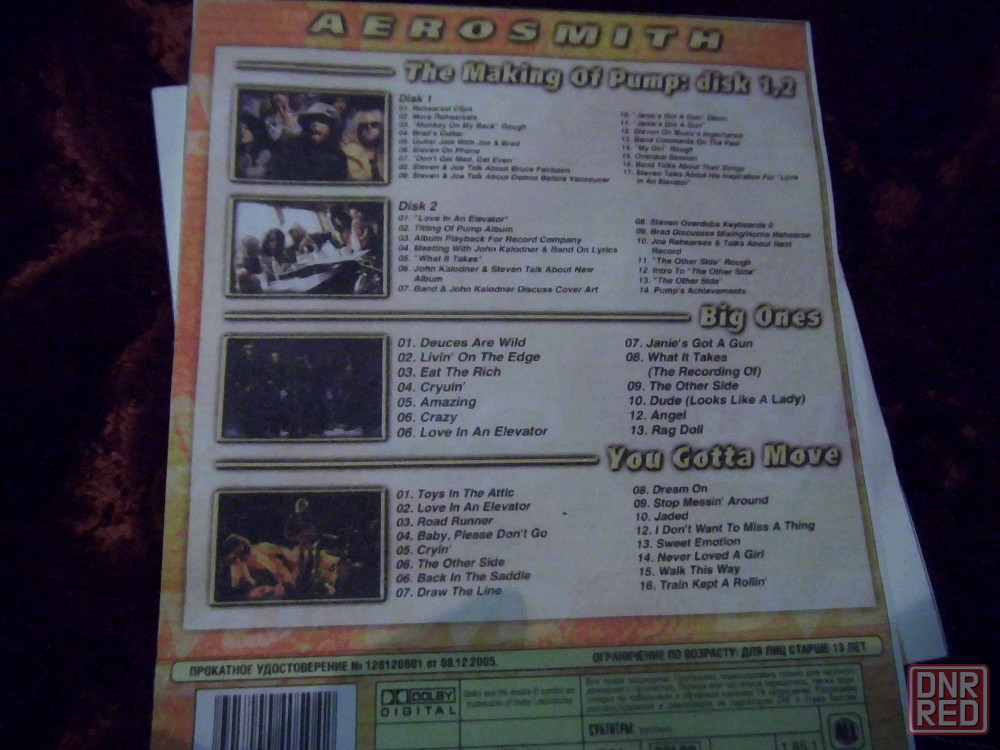 AEROSMITH
The Making Of Pump: disk 1,2
Disk 1
01. Rehearsal Clips
02. More Rehearsals
03. "Monkey On My Back" Rough
04. Brad's Guitar
05. Guitar Jam With Joe & Brad
06. Steven On Phone
07. "Don't Get Mad, Get Even"
08. Steven & Joe Talk About Bruce Fairbairn
09. Steven & Joe Talk About Demos Before Vancouver
10. "Janie's Got A Gun" Demo
11. "Janie's Got A Gun"
12. Steven On Music's Importance
13. Band Comments On The Past
14. "My Girl" Rough
15. Overdub Session
16. Band Talks About Their Songs
17. Steven Talks About His Inspiration For "Love
In An Elevator"
Disk 2
01. "Love In An Elevator"
02. Titling Of Pump Album
03. Album Playback For Record Company
04. Meeting With John Kalodner & Band On Lyrics
05. "What It Takes"
06. John Kalodner & Steven Talk About New
Album
07. Band & John Kalodner Discuss Cover Art
08. Steven Overdubs Keyboards 0
09. Brad Discusses Mixing/Horns Rehearse
10. Joe Rehearses & Talks About Next
Record
11. "The Other Side" Rough
12. Intro To "The Other Side"
13. "The Other Side"
14. Pump's Achievements
Big Ones
01. Deuces Are Wild
02. Livin' On The Edge
03. Eat The Rich
04. Cryuin'
05. Amazing
06. Crazy
06. Love In An Elevator
07. Janie's Got A Gun
08. What It Takes
(The Recording Of)
09. The Other Side
10. Dude (Looks Like A Lady)
12. Angel
13. Rag Doll
You Gotta Move
01. Toys In The Attic
02. Love In An Elevator
03. Road Runner
04. Baby, Please Don't Go
05. Cryin'
06. The Other Side
06. Back In The Saddle
07. Draw The Line
08. Dream On
09. Stop Messin' Around
10. Jaded
12. I Don't Want To Miss A Thing
13. Sweet Emotion
14. Never Loved A Girl
15. Walk This Way
16. Train Kept A Rollin'
ПРОКАТНОЕ УДОСТОВЕРЕНИЕ № 128120801 от 08.12.2005.
ОГРАНИЧЕНИЕ ПО ВОЗРАСТУ: ДЛЯ ЛИЦ СТАРШЕ 13 ЛЕТ
DOLBY
DIGITAL
Dolby and the double-D symbol are
trademarks of Dolby Laboratories
СУБТИТРЫ:
ALL
DNR
RED